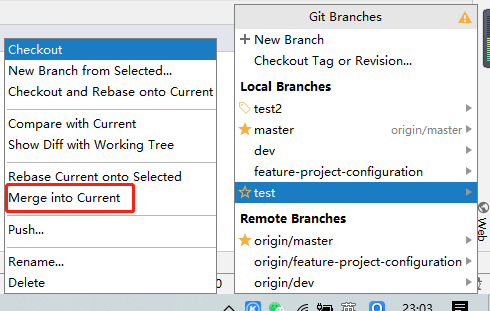 Git Branches
New Branch
Checkout Tag or Revision...
Local Branches
test2
master origin/master
dev
feature-project-configuration
test
Remote Branches
origin/master
origin/feature-project-configuration
origin/dev
Checkout
New Branch from Selected...
Checkout and Rebase onto Current
Compare with Current
Show Diff with Working Tree
Rebase Current onto Selected
Merge into Current
Push...
Rename...
Delete
Web
英
23:03